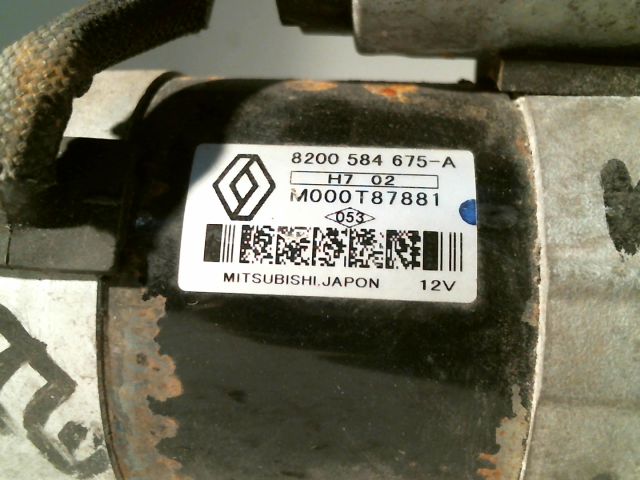 8200 584 675-A
H7 02
M000T87881
053
MITSUBISHI.JAPON 12V